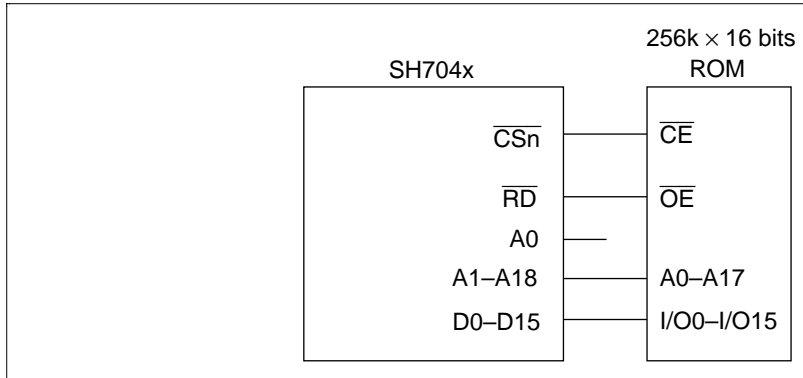 256k × 16 bits
SH704x ROM
CSn CE
RD OE
A0
A1–A18 A0–A17
D0–D15 I/O0–I/O15